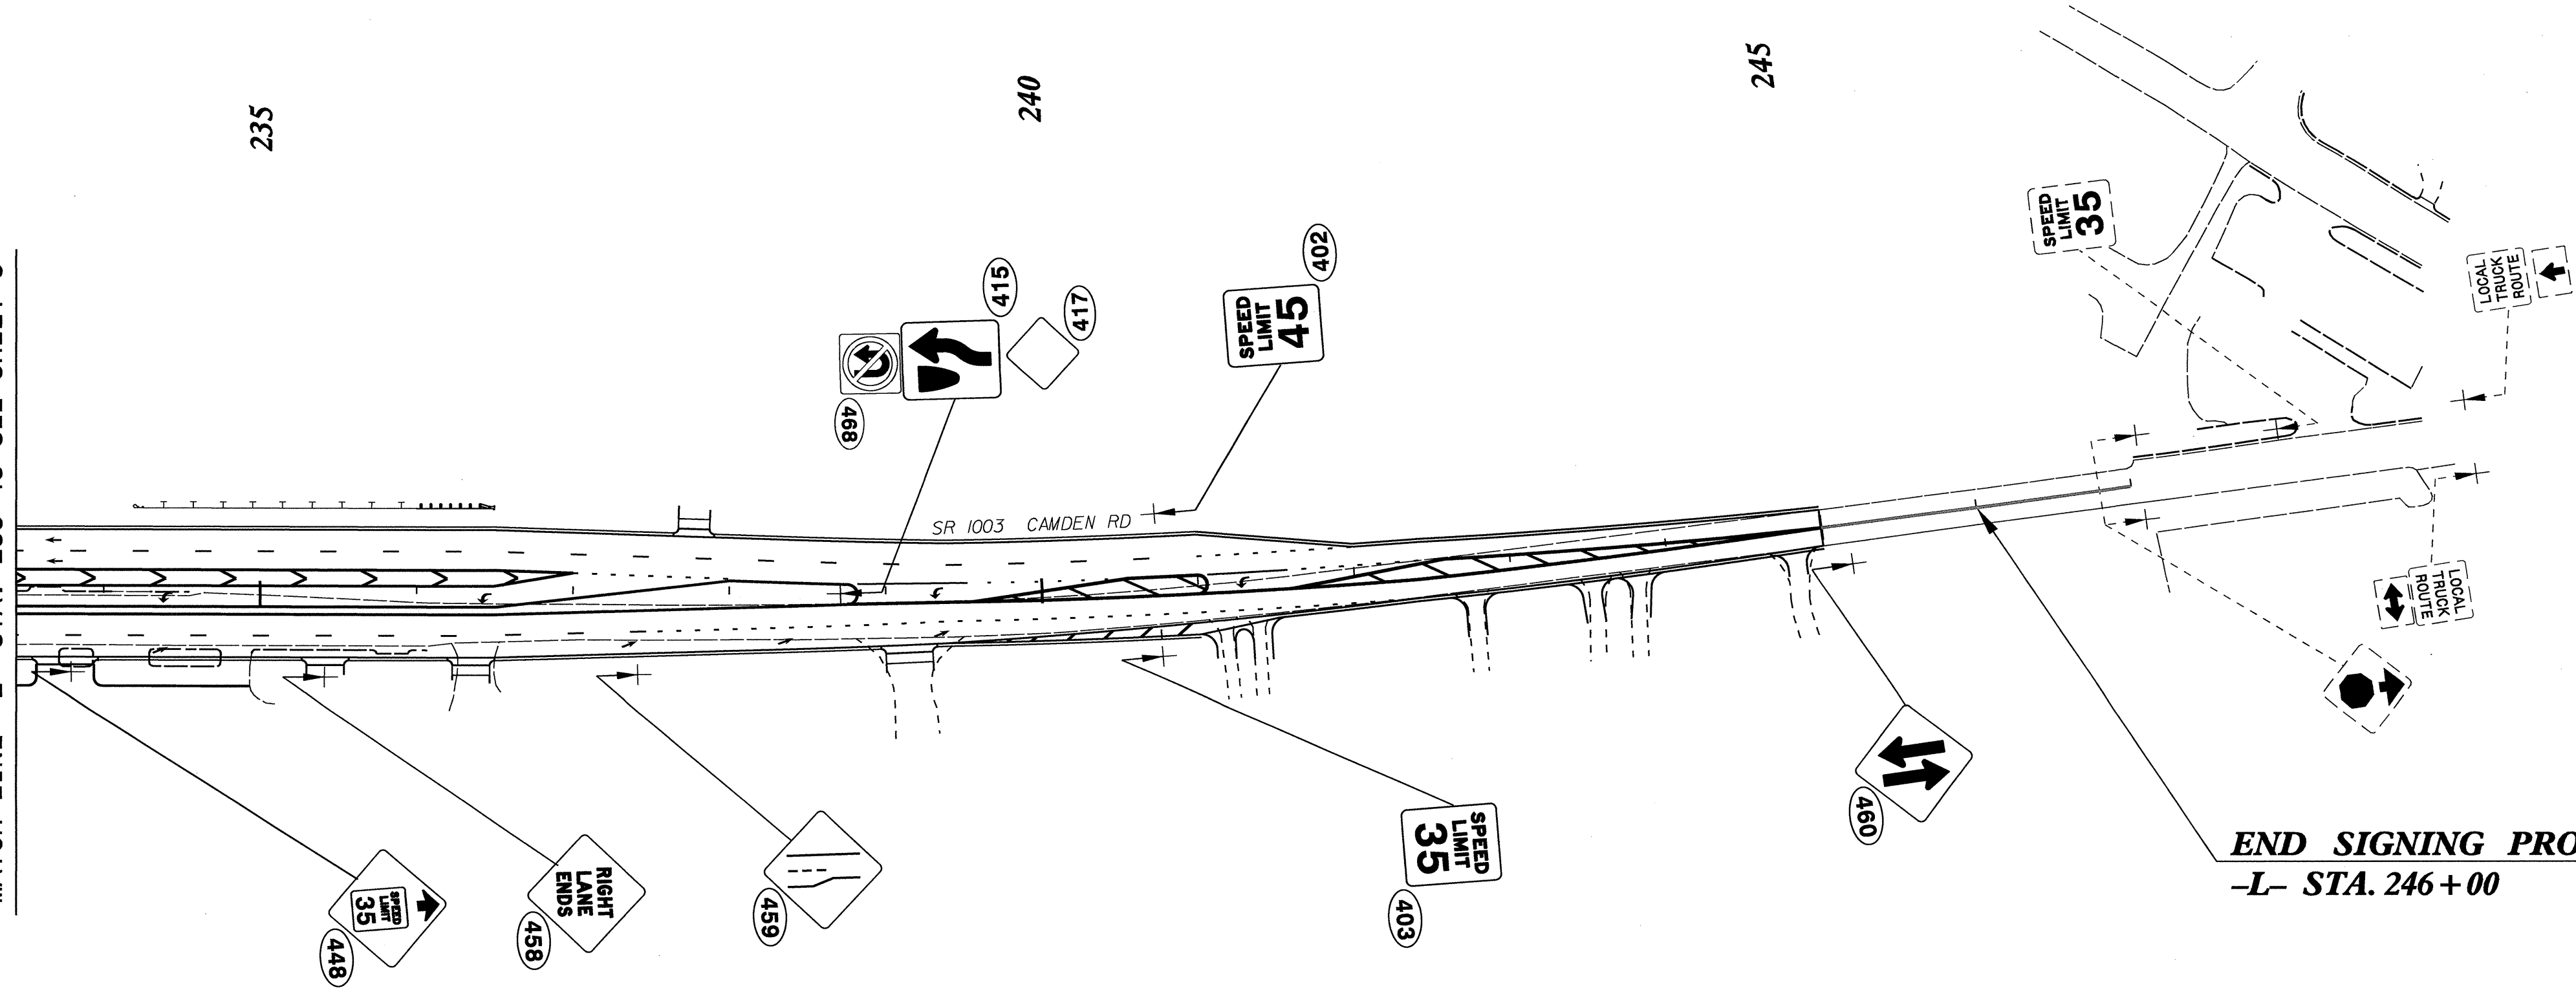 235
240
245
SPEED
LIMIT
35
LOCAL
TRUCK
ROUTE
402
SPEED
LIMIT
45
415
417
468
SR 1003 CAMDEN RD
LOCAL
TRUCK
ROUTE
460
SPEED
LIMIT
35
403
459
RIGHT
LANE
ENDS
458
SPEED
LIMIT
35
448
END SIGNING PRO
-L- STA. 246+00